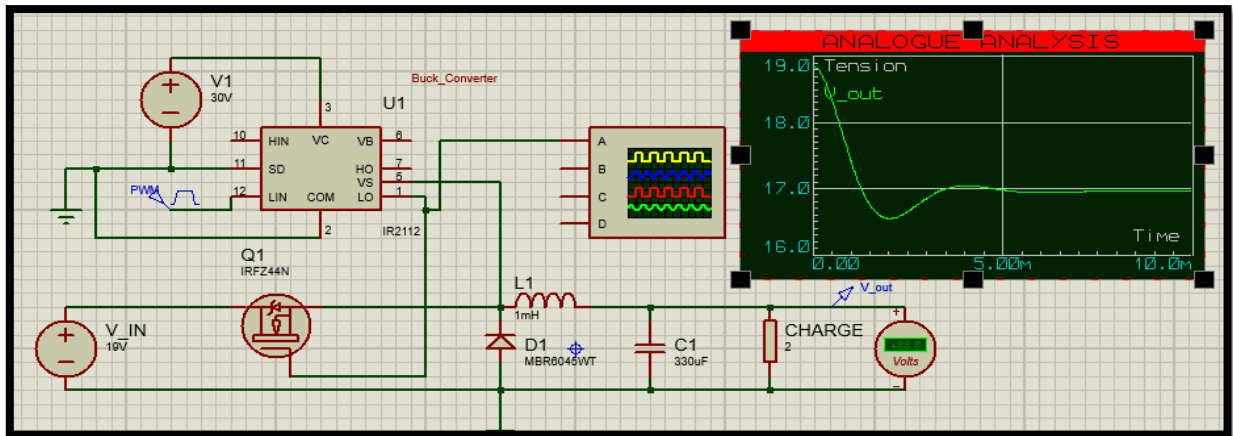 V1
30V
Buck_Converter
U1
3
10
HIN
VC
VB
6
11
SD
HO
7
VS
5
12
LIN
COM
LO
1
2
IR2112
PWM
A
B
C
D
ANALOGUE ANALYSIS
19.0
Tension
V_out
18.0
17.0
16.0
Time
0.00
5.00m
10.0m
Q1
IRFZ44N
V_IN
19V
L1
1mH
D1
MBR6045WT
C1
330uF
V_out
CHARGE
2
+
Volts